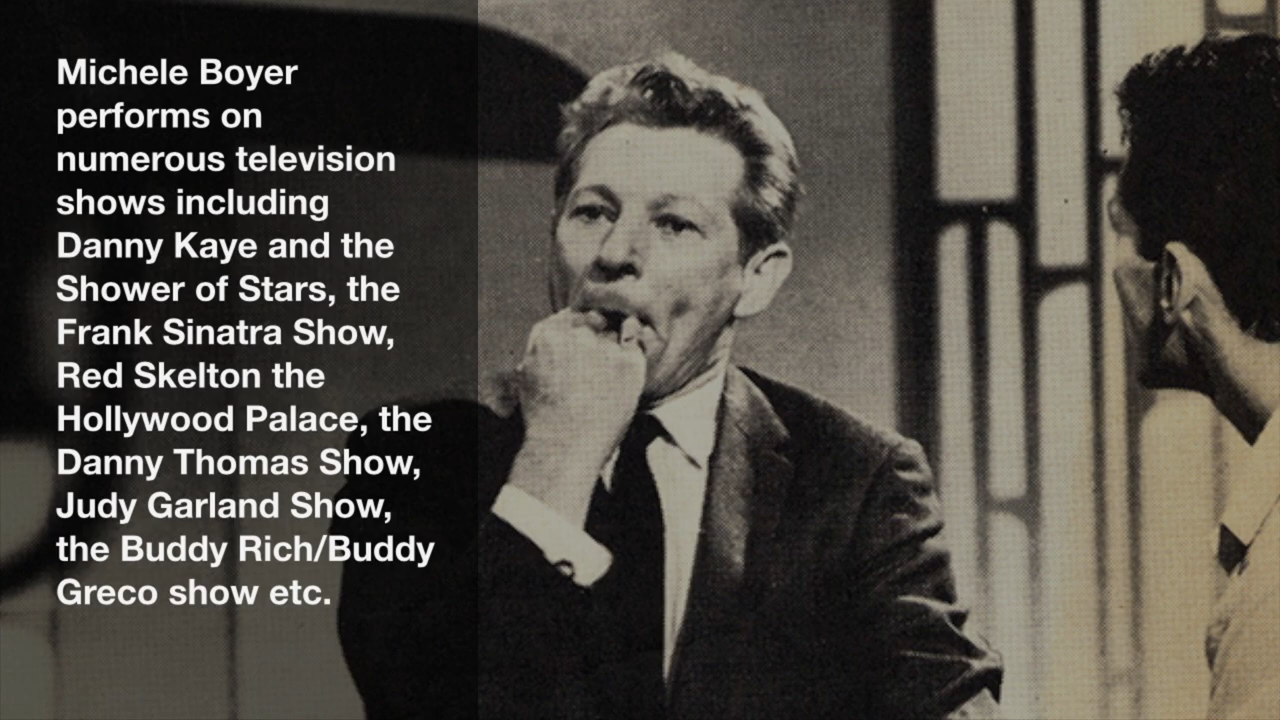 Michele Boyer
performs on
numerous television
shows including
Danny Kaye and the
Shower of Stars, the
Frank Sinatra Show,
Red Skelton the
Hollywood Palace, the
Danny Thomas Show,
Judy Garland Show,
the Buddy Rich/Buddy
Greco show etc.